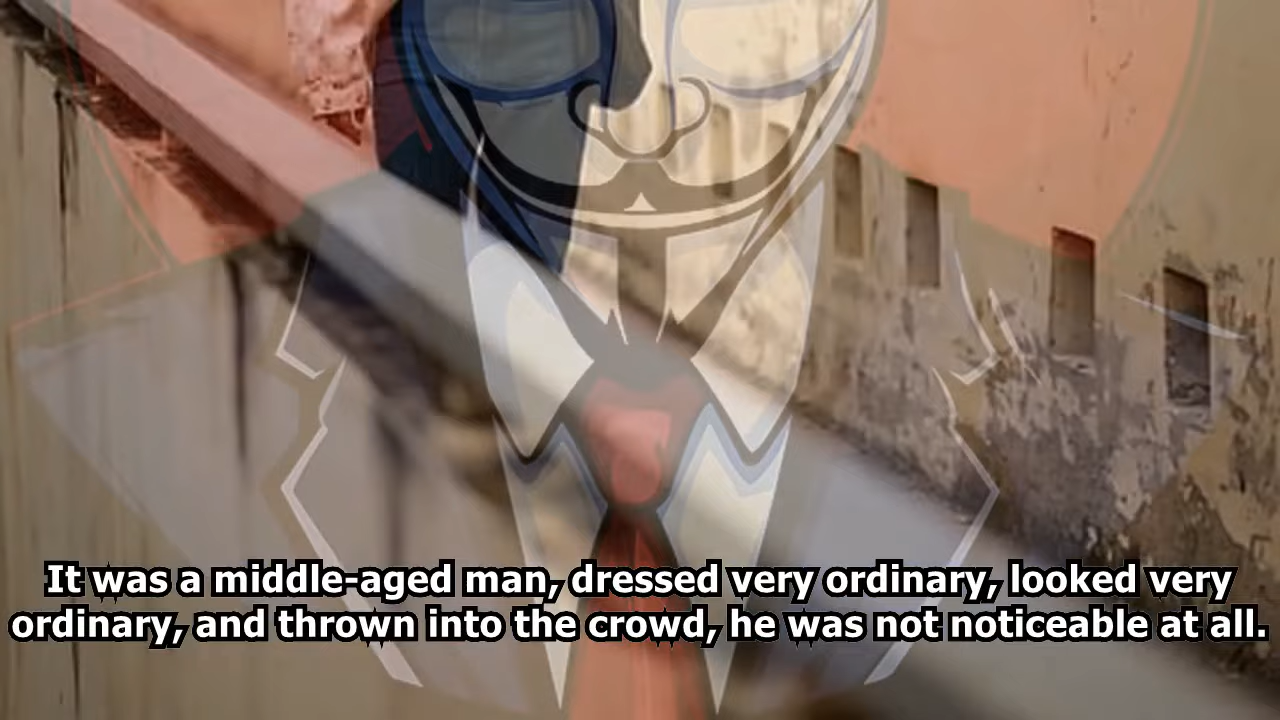 It was a middle-aged man, dressed very ordinary, looked very
ordinary, and thrown into the crowd, he was not noticeable at all.